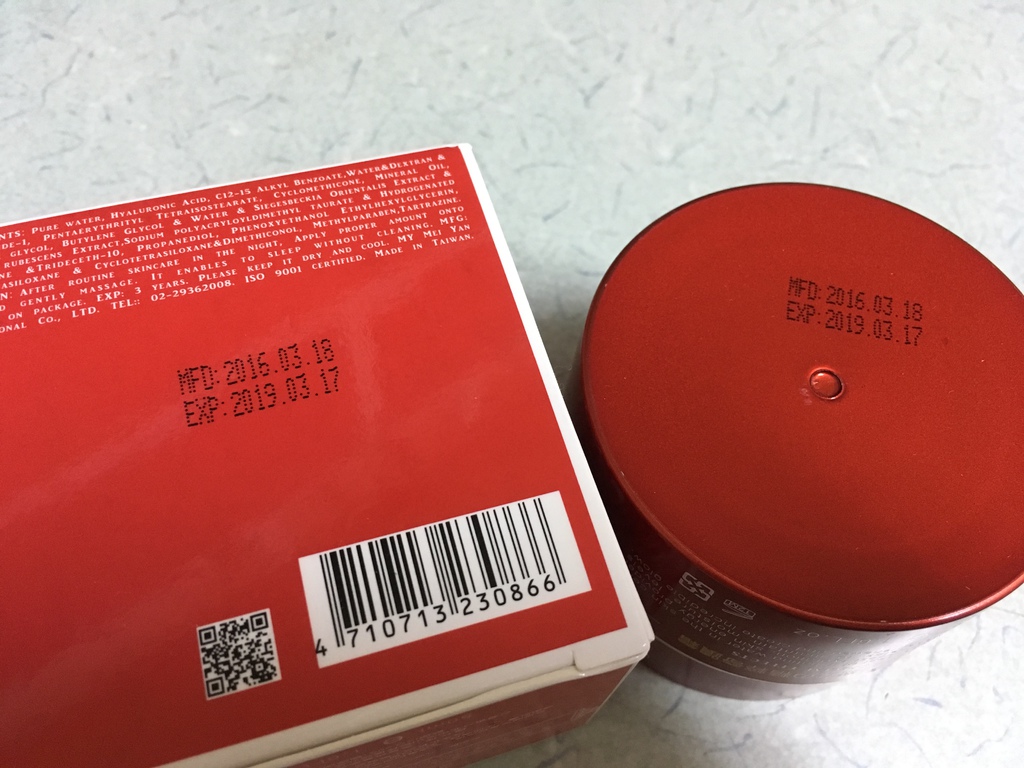 NTS: PURE WATER, HYALURONIC ACID, C12-15 ALKYL BENZOATE,WATER&DEXTRAN &
DE-1, PENTAERYTHRITYL TETRAISOSTEARATE, CYCLOMETHICONE, MINERAL OIL,
GLYCOL, BUTYLENE GLYCOL & WATER & SIEGESBECKIA ORIENTALIS EXTRACT &
RUBESCENS EXTRACT,SODIUM POLYACRYLOYLDIMETHYL TAURATE & HYDROGENATED
NE &TRIDECETH-10, PROPANEDIOL, PHENOXYETHANOL ETHYLHEXYLGLYCERIN,
RASILOXANE & CYCLOTETRASILOXANE&DIMETHICONOL, METHYLPARABEN,TARTRAZINE.
N: AFTER ROUTINE SKINCARE IN THE NIGHT, APPLY PROPER AMOUNT ONTO
D GENTLY MASSAGE. IT ENABLES TO SLEEP WITHOUT CLEANING. MFG:
ON PACKAGE. EXP: 3 YEARS. PLEASE KEEP IT DRY AND COOL. MY MEI YAN
ONAL CO., LTD. TEL:: 02-29362008. ISO 9001 CERTIFIED. MADE IN TAIWAN.
MFD:2016.03.18
EXP:2019.03.17
4 710713 230866
MFD:2016.03.18
EXP:2019.03.17